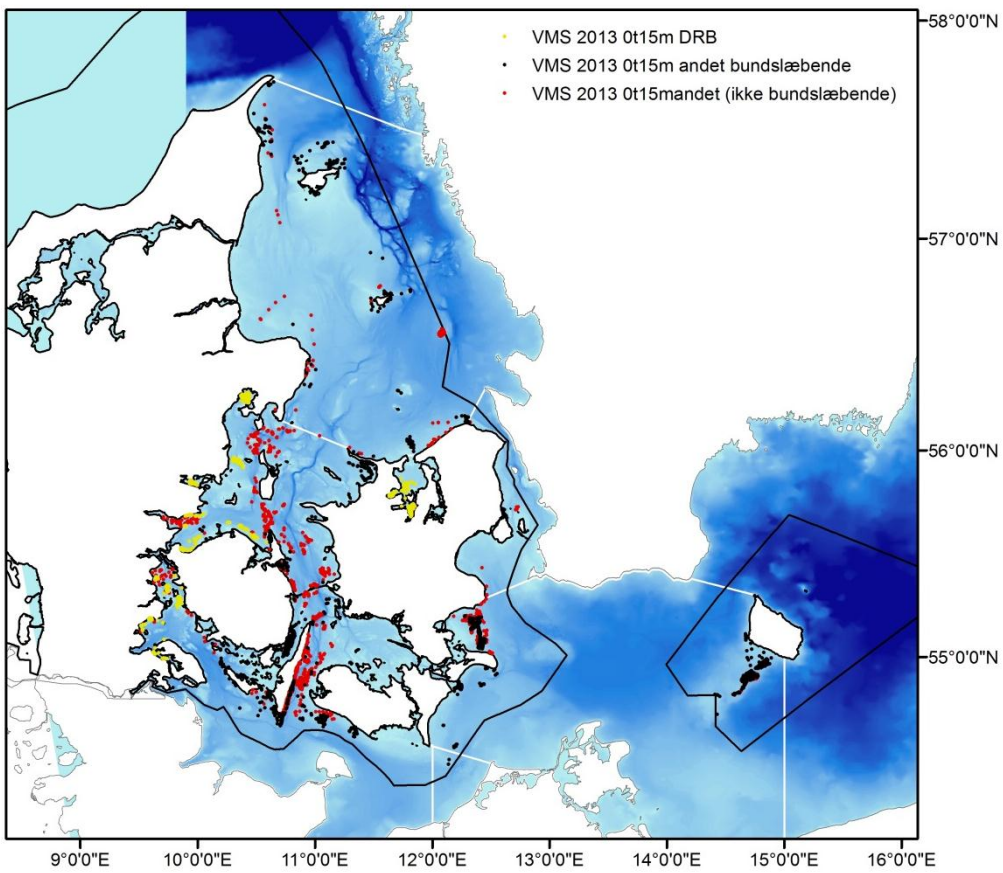 VMS 2013 0t15m DRB
VMS 2013 0t15m andet bundslæbende
VMS 2013 0t15mandet (ikke bundslæbende)
58°0'0"N
57°0'0"N
56°0'0"N
55°0'0"N
9°0'0"E 10°0'0"E 11°0'0"E 12°0'0"E 13°0'0"E 14°0'0"E 15°0'0"E 16°0'0"E